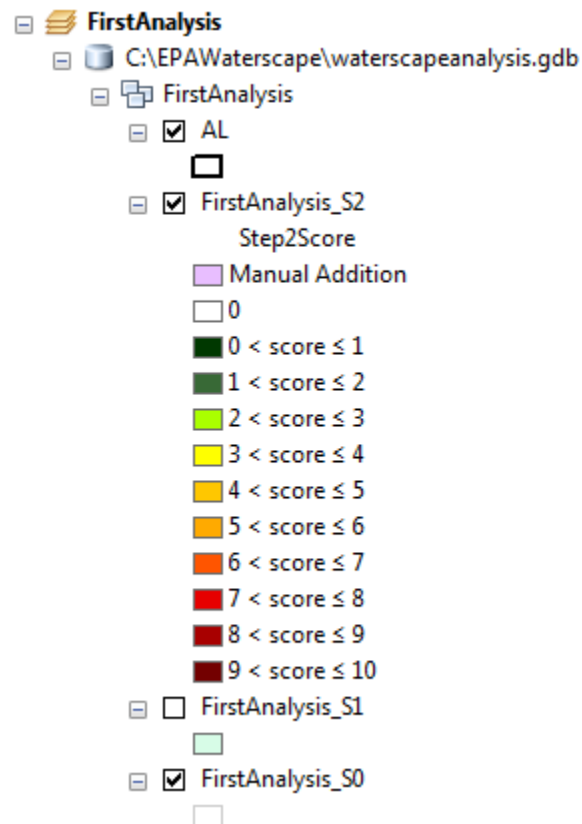 FirstAnalysis
C:\EPAWaterscape\waterscapeanalysis.gdb
FirstAnalysis
AL
FirstAnalysis_S2
Step2Score
Manual Addition
0
0 < score ≤ 1
1 < score ≤ 2
2 < score ≤ 3
3 < score ≤ 4
4 < score ≤ 5
5 < score ≤ 6
6 < score ≤ 7
7 < score ≤ 8
8 < score ≤ 9
9 < score ≤ 10
FirstAnalysis_S1
FirstAnalysis_S0